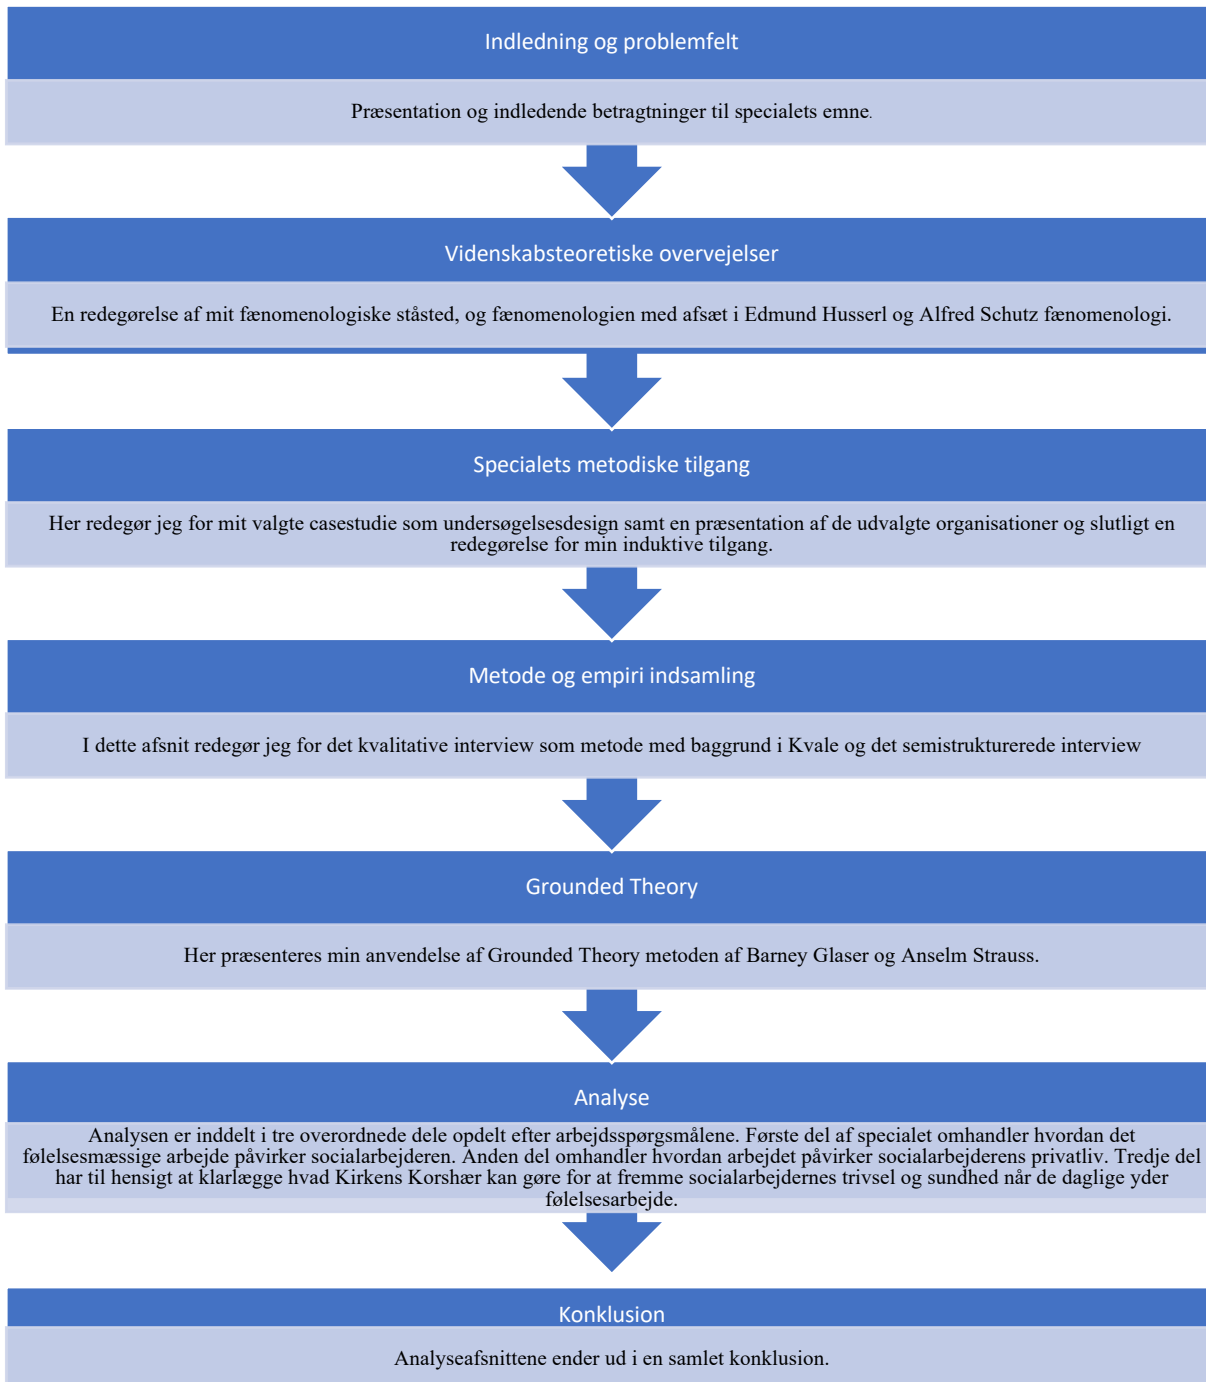 Indledning og problemfelt
Præsentation og indledende betragtninger til specialets emne.
Videnskabsteoretiske overvejelser
En redegørelse af mit fænomenologiske ståsted, og fænomenologien med afsæt i Edmund Husserl og Alfred Schutz fænomenologi.
Specialets metodiske tilgang
Her redegør jeg for mit valgte casestudie som undersøgelsesdesign samt en præsentation af de udvalgte organisationer og slutligt en
redegørelse for min induktive tilgang.
Metode og empiri indsamling
I dette afsnit redegør jeg for det kvalitative interview som metode med baggrund i Kvale og det semistrukturerede interview
Grounded Theory
Her præsenteres min anvendelse af Grounded Theory metoden af Barney Glaser og Anselm Strauss.
Analyse
Analysen er inddelt i tre overordnede dele opdelt efter arbejdsspørgsmålene. Første del af specialet omhandler hvordan det
følelsesmæssige arbejde påvirker socialarbejderen. Anden del omhandler hvordan arbejdet påvirker socialarbejderens privatliv. Tredje del
har til hensigt at klarlægge hvad Kirkens Korshær kan gøre for at fremme socialarbejdernes trivsel og sundhed når de daglige yder
følelsesarbejde.
Konklusion
Analyseafsnittene ender ud i en samlet konklusion.